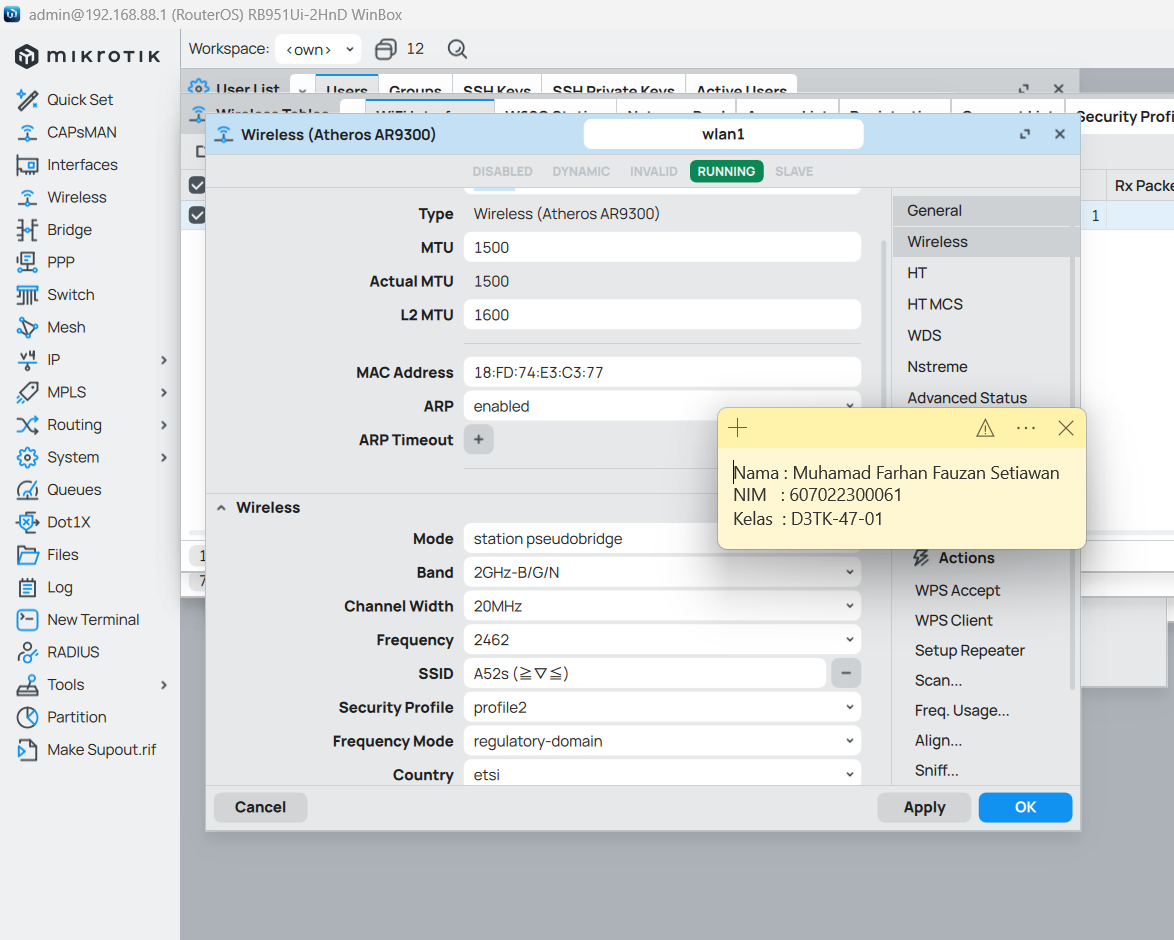 admin@192.168.88.1 (RouterOS) RB951Ui-2HnD WinBox
mikrotik
Workspace: <own> 12
Quick Set
CAPsMAN
Interfaces
Wireless
Bridge
PPP
Switch
Mesh
IP
MPLS
Routing
System
Queues
Dot1X
Files
Log
New Terminal
RADIUS
Tools
Partition
Make Supout.rif
User List Users Groups SSH Keys SSH Private Keys Active Users
Wireless Tables Security Profi
Wireless (Atheros AR9300) wlan1
DISABLED DYNAMIC INVALID RUNNING SLAVE
Rx Packe
1
Type Wireless (Atheros AR9300)
MTU 1500
Actual MTU 1500
L2 MTU 1600
MAC Address 18:FD:74:E3:C3:77
ARP enabled
ARP Timeout +
Wireless
Mode station pseudobridge
Band 2GHz-B/G/N
Channel Width 20MHz
Frequency 2462
SSID A52s (≧▽≦)
Security Profile profile2
Frequency Mode regulatory-domain
Country etsi
General
Wireless
HT
HT MCS
WDS
Nstreme
Advanced Status
Nama : Muhamad Farhan Fauzan Setiawan
NIM : 607022300061
Kelas : D3TK-47-01
Actions
WPS Accept
WPS Client
Setup Repeater
Scan...
Freq. Usage...
Align...
Sniff...
1
7
Cancel Apply OK